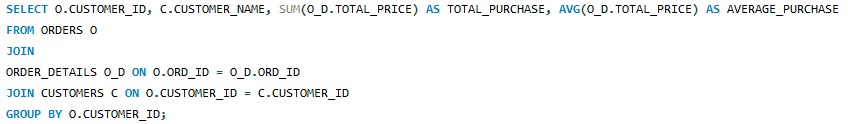 SELECT O.CUSTOMER_ID, C.CUSTOMER_NAME, SUM(O_D.TOTAL_PRICE) AS TOTAL_PURCHASE, AVG(O_D.TOTAL_PRICE) AS AVERAGE_PURCHASE
FROM ORDERS O
JOIN
ORDER_DETAILS O_D ON O.ORD_ID = O_D.ORD_ID
JOIN CUSTOMERS C ON O.CUSTOMER_ID = C.CUSTOMER_ID
GROUP BY O.CUSTOMER_ID;